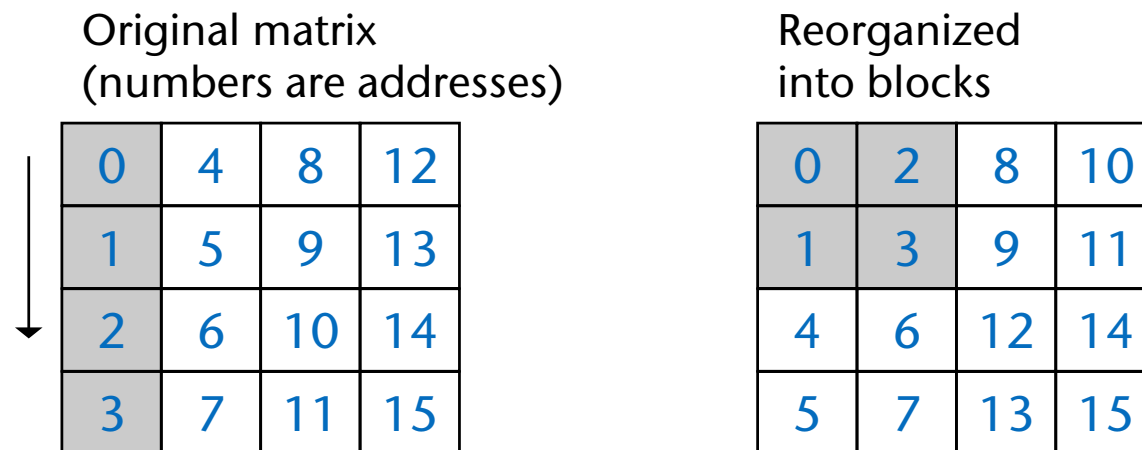 Original matrix
(numbers are addresses)
0 4 8 12
1 5 9 13
2 6 10 14
3 7 11 15
Reorganized
into blocks
0 2 8 10
1 3 9 11
4 6 12 14
5 7 13 15